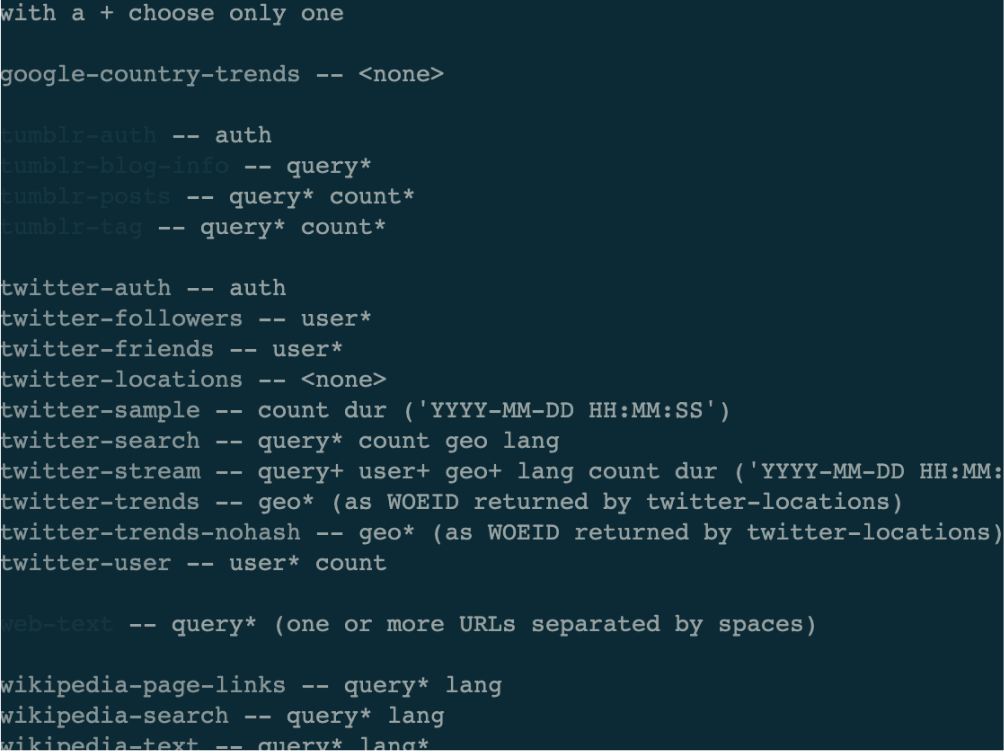 with a + choose only one
google-country-trends -- <none>
tumblr-auth -- auth
tumblr-blog-info -- query*
tumblr-posts -- query* count*
tumblr-tag -- query* count*
twitter-auth -- auth
twitter-followers -- user*
twitter-friends -- user*
twitter-locations -- <none>
twitter-sample -- count dur ('YYYY-MM-DD HH:MM:SS')
twitter-search -- query* count geo lang
twitter-stream -- query+ user+ geo+ lang count dur ('YYYY-MM-DD HH:MM:
twitter-trends -- geo* (as WOEID returned by twitter-locations)
twitter-trends-nohash -- geo* (as WOEID returned by twitter-locations)
twitter-user -- user* count
web-text -- query* (one or more URLs separated by spaces)
wikipedia-page-links -- query* lang
wikipedia-search -- query* lang
wikipedia-text -- query* lang*